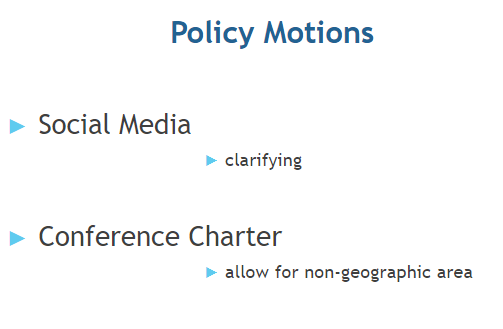 Policy Motions
► Social Media
► clarifying
► Conference Charter
► allow for non-geographic area